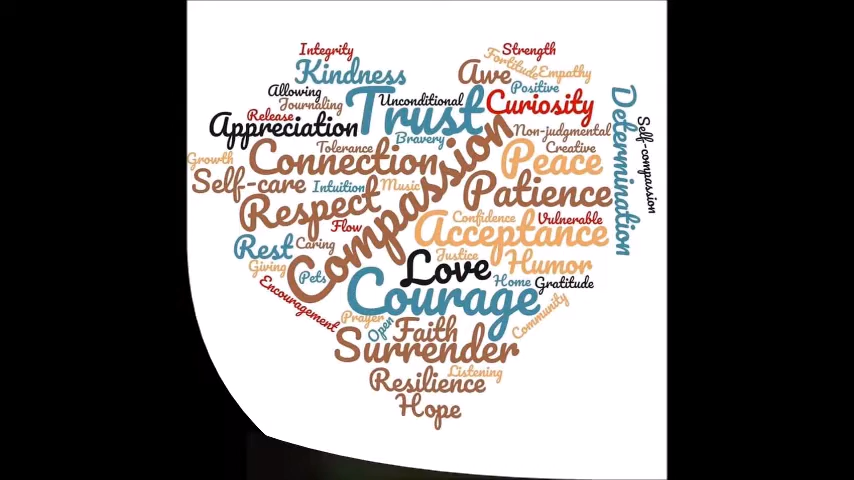 Integrity
Strength
Kindness
Awe
Fortitude
Empathy
Allowing
Journaling
Unconditional
Trust
Positive
Curiosity
Determination
Release
Appreciation
Bravery
Non-judgmental
Self-compassion
Tolerance
Creative
Growth
Connection
Compassion
Peace
Self-care
Intuition
Music
Patience
Respect
Flow
Confidence
Vulnerable
Acceptance
Rest
Caring
Justice
Giving
Pets
Love
Humor
Encouragement
Courage
Home
Gratitude
Prayer
Open
Faith
Community
Surrender
Listening
Resilience
Hope